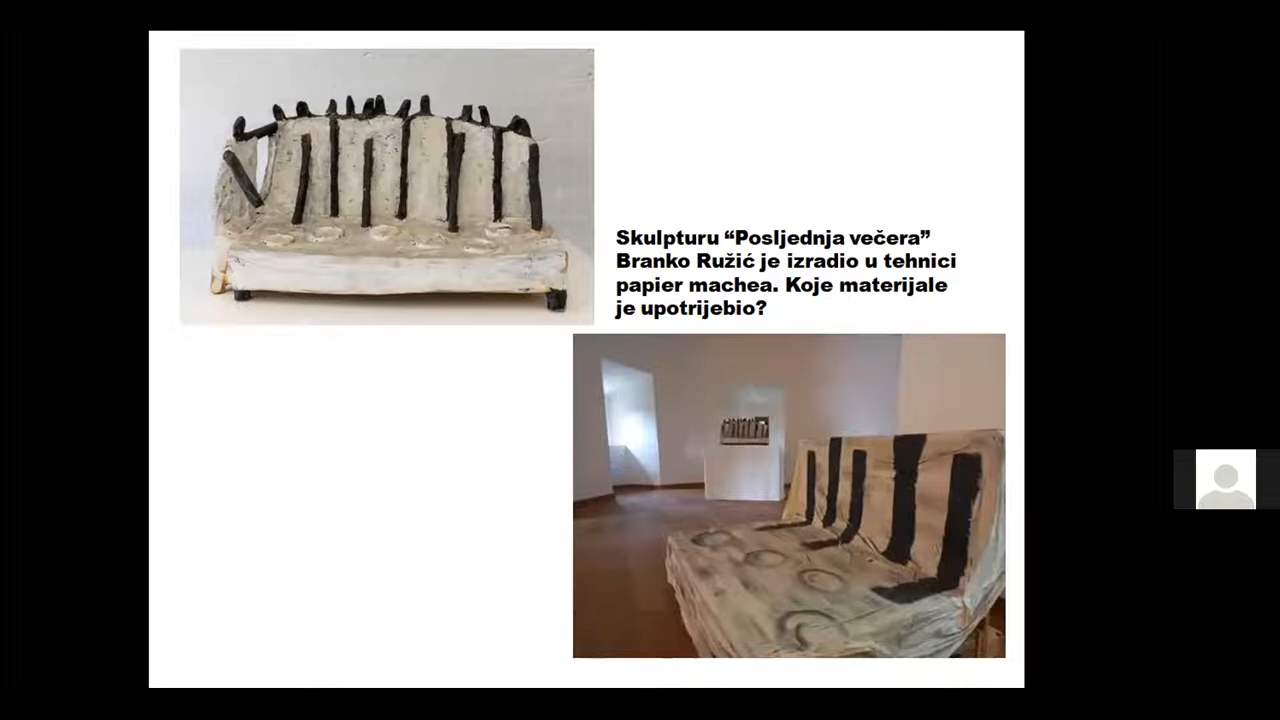 Skulpturu “Posljednja večera”
Branko Ružić je izradio u tehnici
papier machea. Koje materijale
je upotrijebio?